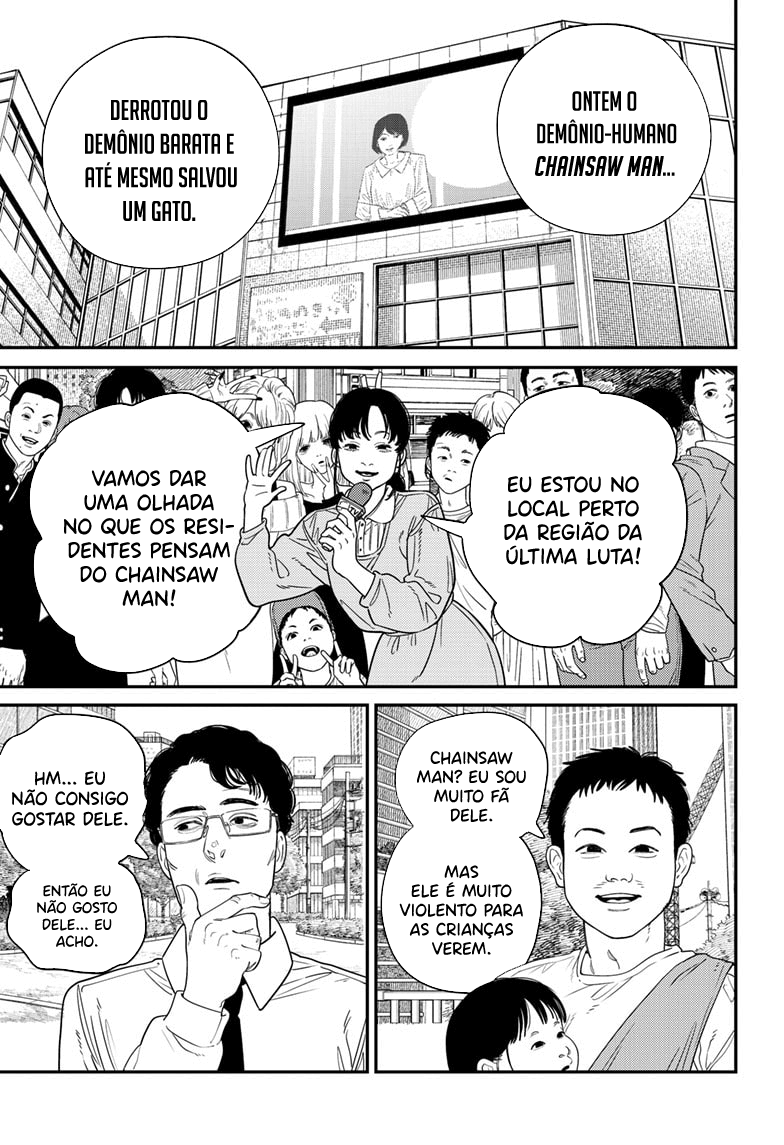 ONTEM O
DEMÔNIO-HUMANO
CHAINSAW MAN...
DERROTOU O
DEMÔNIO BARATA E
ATÉ MESMO SALVOU
UM GATO.
EU ESTOU NO
LOCAL PERTO
DA REGIÃO DA
ÚLTIMA LUTA!
VAMOS DAR
UMA OLHADA
NO QUE OS RESI-
DENTES PENSAM
DO CHAINSAW
MAN!
CHAINSAW
MAN? EU SOU
MUITO FÃ
DELE.
MAS
ELE É MUITO
VIOLENTO PARA
AS CRIANÇAS
VEREM.
HM... EU
NÃO CONSIGO
GOSTAR DELE.
ENTÃO EU
NÃO GOSTO
DELE... EU
ACHO.